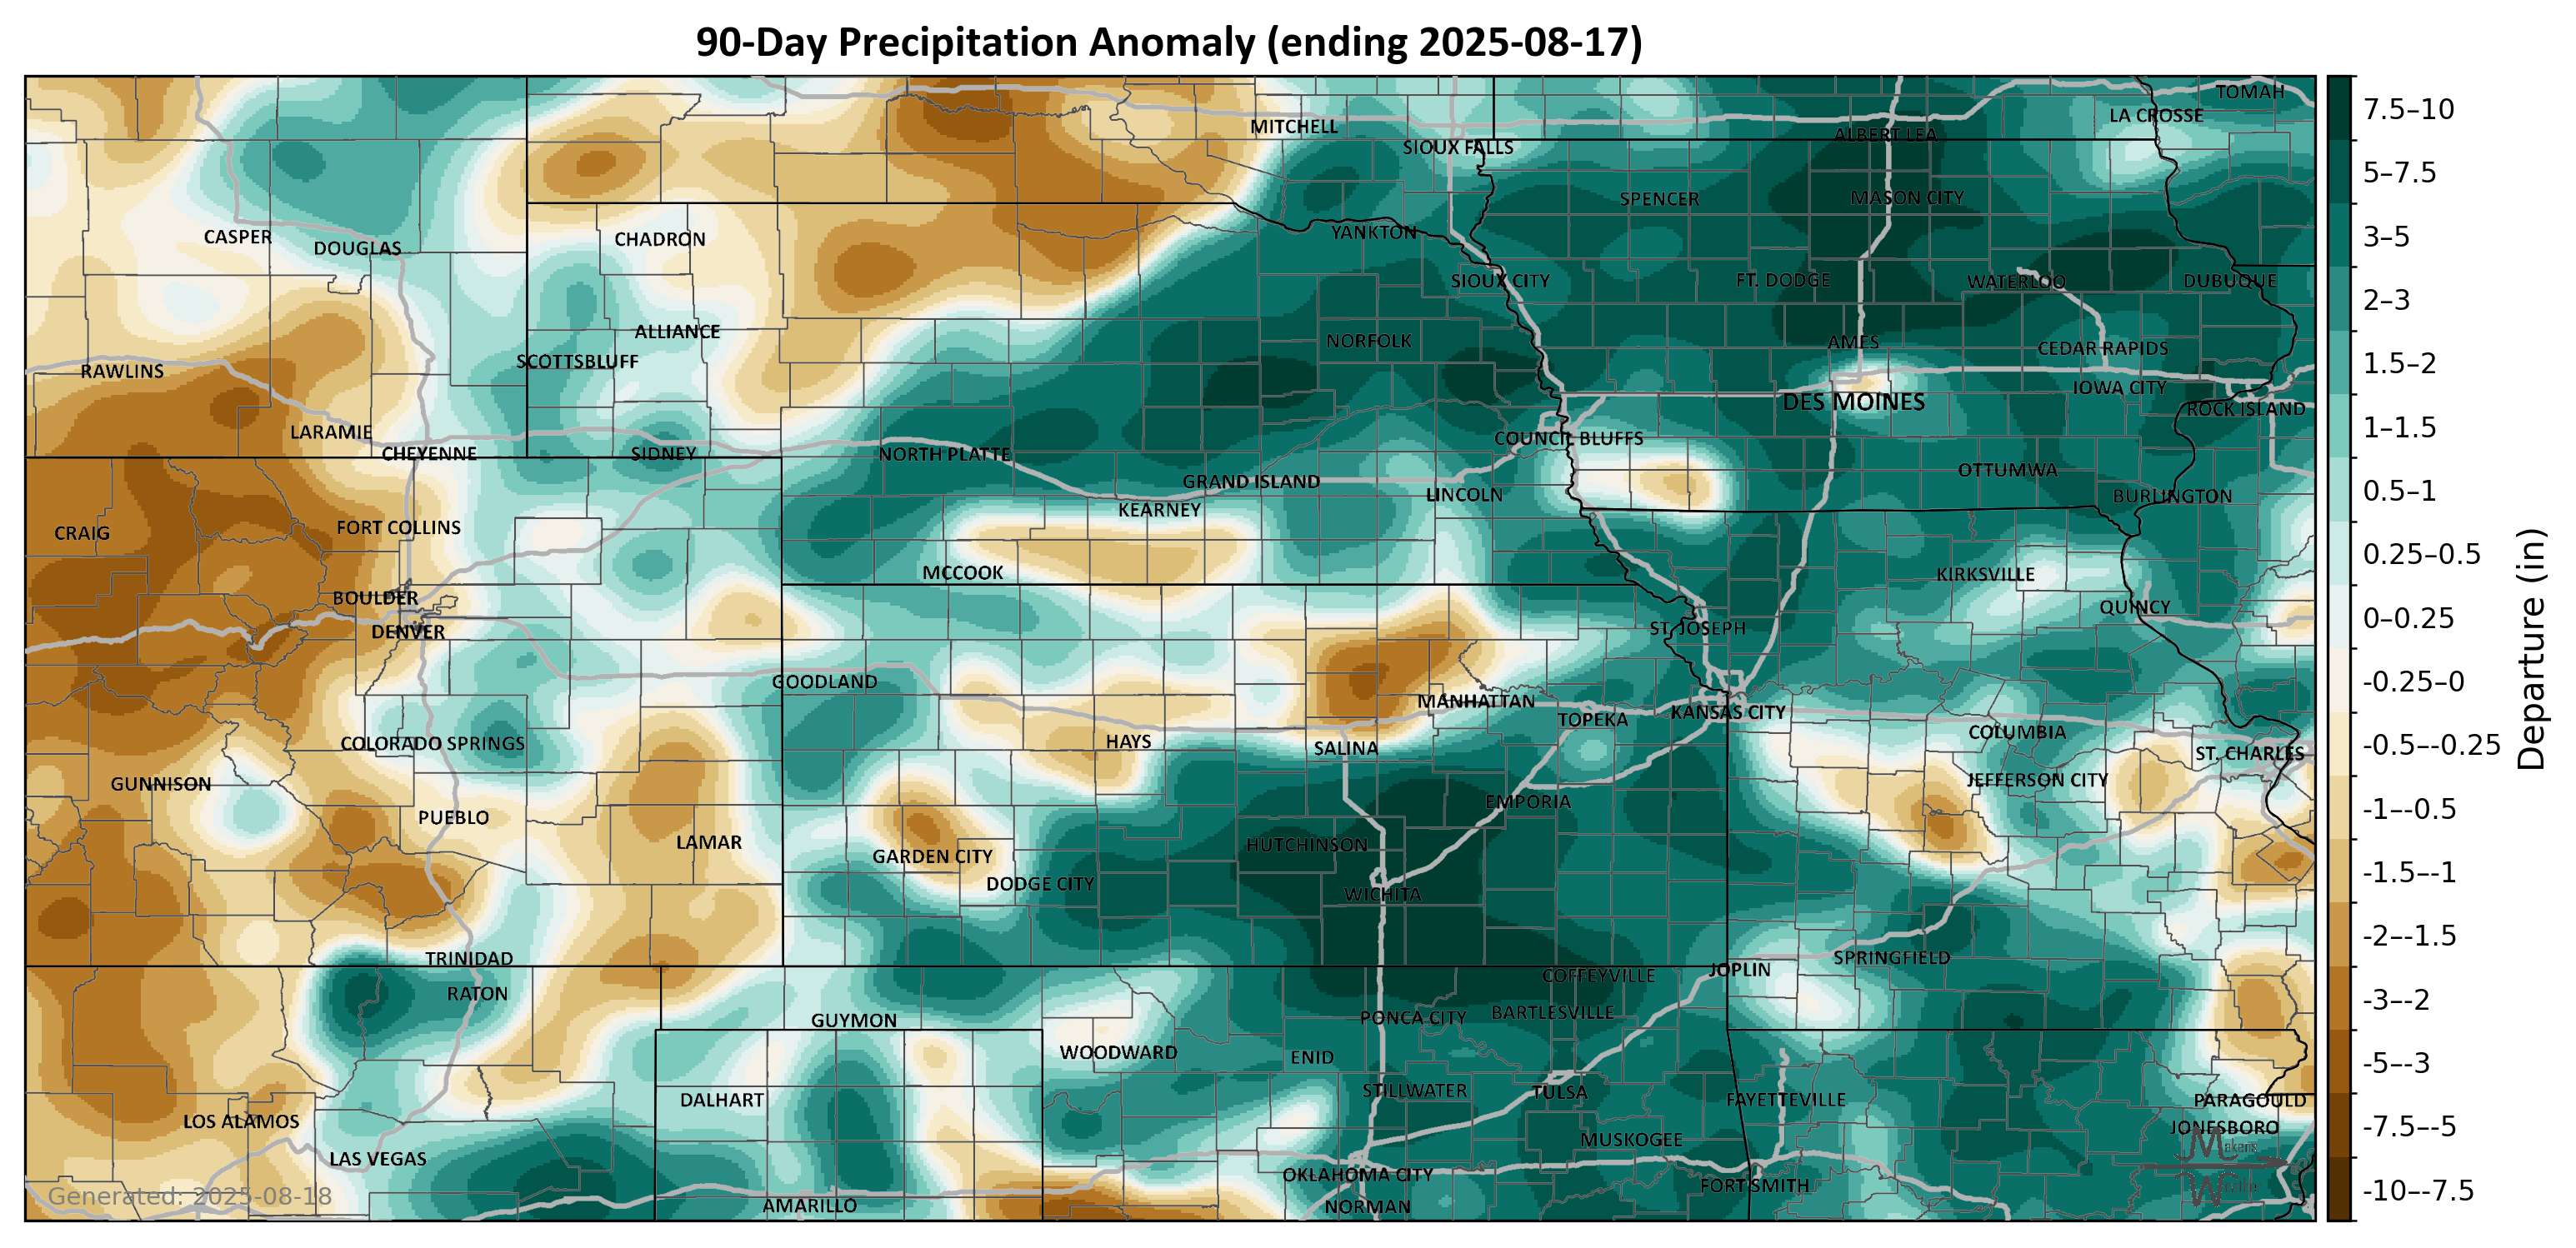 90-Day Precipitation Anomaly (ending 2025-08-17)
TOMAH
LA CROSSE
MITCHELL
ALBERT LEA
SIOUX FALLS
SPENCER
MASON CITY
YANKTON
CASPER
DOUGLAS
CHADRON
SIOUX CITY
FT. DODGE
WATERLOO
DUBUQUE
ALLIANCE
NORFOLK
AMES
CEDAR RAPIDS
SCOTTSBLUFF
RAWLINS
IOWA CITY
DES MOINES
ROCK ISLAND
LARAMIE
CHEYENNE
SIDNEY
NORTH PLATTE
COUNCIL BLUFFS
OTTUMWA
GRAND ISLAND
LINCOLN
BURLINGTON
KEARNEY
CRAIG
FORT COLLINS
MCCOOK
KIRKSVILLE
BOULDER
QUINCY
DENVER
ST. JOSEPH
GOODLAND
MANHATTAN
TOPEKA
KANSAS CITY
COLUMBIA
COLORADO SPRINGS
HAYS
SALINA
ST. CHARLES
GUNNISON
JEFFERSON CITY
PUEBLO
EMPORIA
LAMAR
HUTCHINSON
GARDEN CITY
DODGE CITY
WICHITA
TRINIDAD
SPRINGFIELD
JOPLIN
COFFEYVILLE
RATON
BARTLESVILLE
GUYMON
PONCA CITY
WOODWARD
ENID
STILLWATER
TULSA
DALHART
FAYETTEVILLE
PARAGOULD
LOS ALAMOS
JONESBORO
MUSKOGEE
LAS VEGAS
OKLAHOMA CITY
FORT SMITH
AMARILLO
NORMAN
Generated: 2025-08-18
7.5–10
5–7.5
3–5
2–3
1.5–2
1–1.5
0.5–1
0.25–0.5
0–0.25
-0.25–0
-0.5–-0.25
-1–-0.5
-1.5–-1
-2–-1.5
-3–-2
-5–-3
-7.5–-5
-10–-7.5
Departure (in)